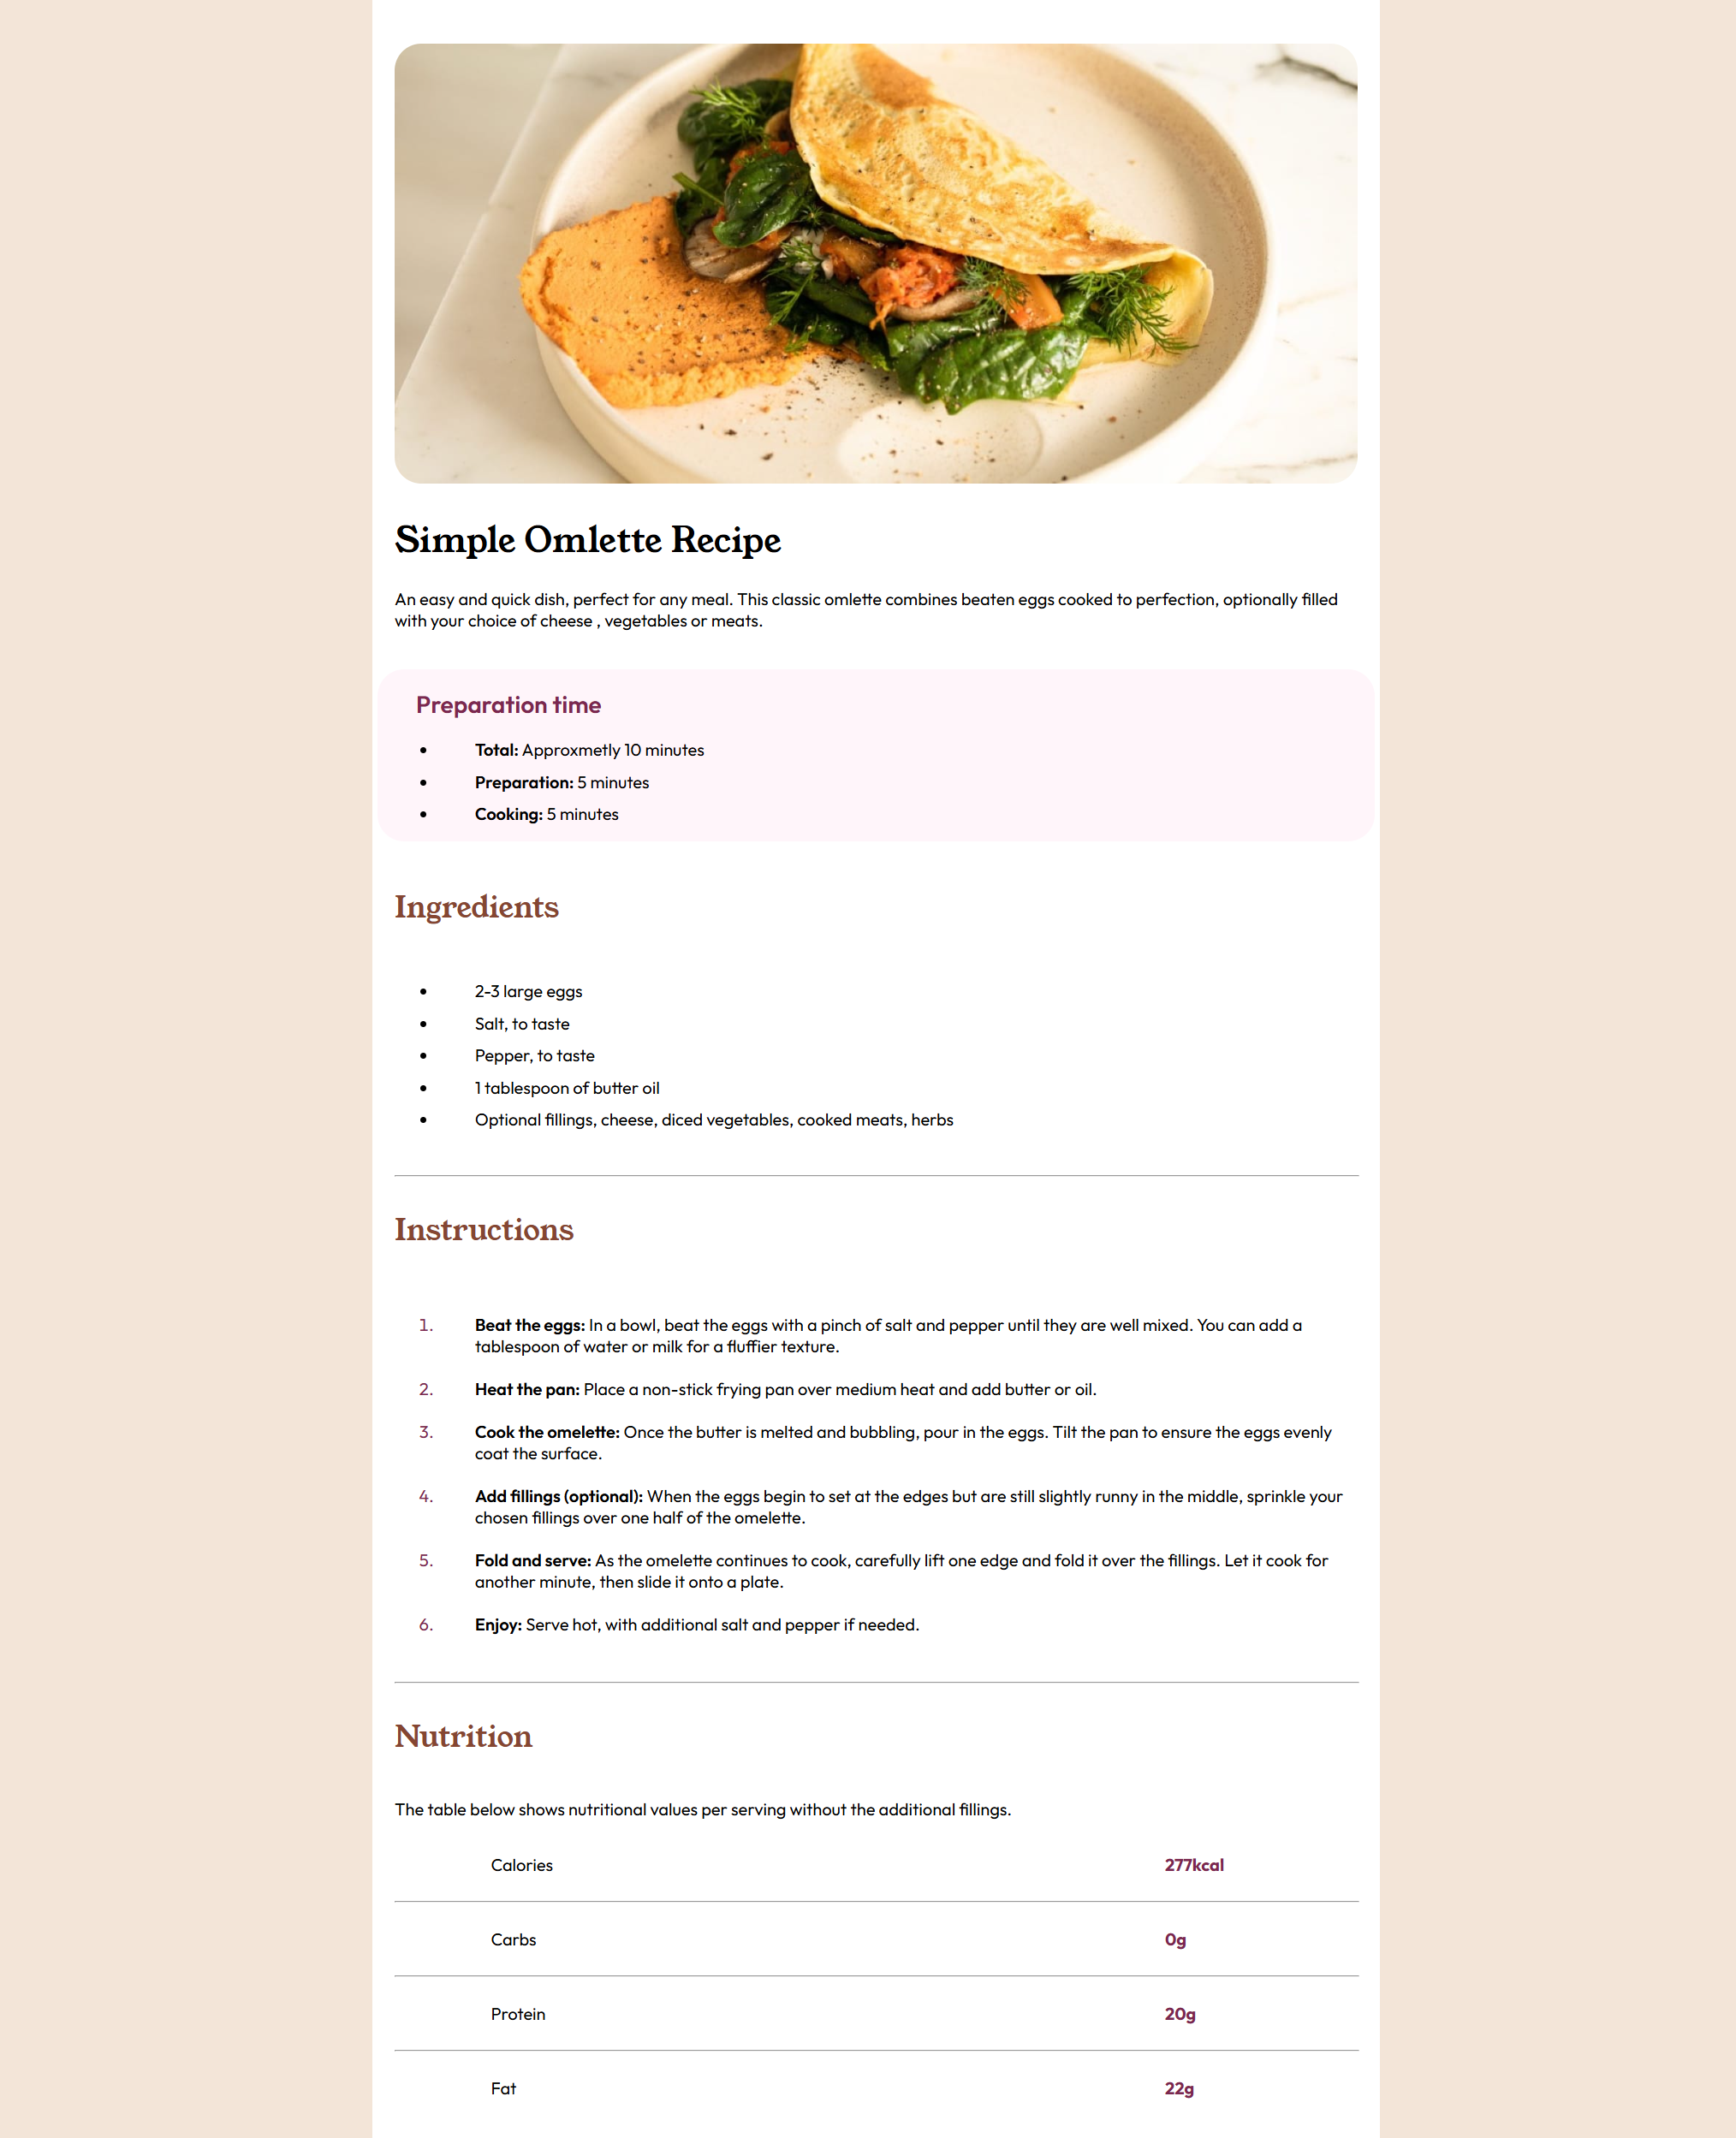 Simple Omlette Recipe
An easy and quick dish, perfect for any meal. This classic omlette combines beaten eggs cooked to perfection, optionally filled
with your choice of cheese , vegetables or meats.
Preparation time
• Total: Approxmetly 10 minutes
• Preparation: 5 minutes
• Cooking: 5 minutes
Ingredients
• 2-3 large eggs
• Salt, to taste
• Pepper, to taste
• 1 tablespoon of butter oil
• Optional fillings, cheese, diced vegetables, cooked meats, herbs
Instructions
1. Beat the eggs: In a bowl, beat the eggs with a pinch of salt and pepper until they are well mixed. You can add a
tablespoon of water or milk for a fluffier texture.
2. Heat the pan: Place a non-stick frying pan over medium heat and add butter or oil.
3. Cook the omelette: Once the butter is melted and bubbling, pour in the eggs. Tilt the pan to ensure the eggs evenly
coat the surface.
4. Add fillings (optional): When the eggs begin to set at the edges but are still slightly runny in the middle, sprinkle your
chosen fillings over one half of the omelette.
5. Fold and serve: As the omelette continues to cook, carefully lift one edge and fold it over the fillings. Let it cook for
another minute, then slide it onto a plate.
6. Enjoy: Serve hot, with additional salt and pepper if needed.
Nutrition
The table below shows nutritional values per serving without the additional fillings.
Calories 277kcal
Carbs 0g
Protein 20g
Fat 22g